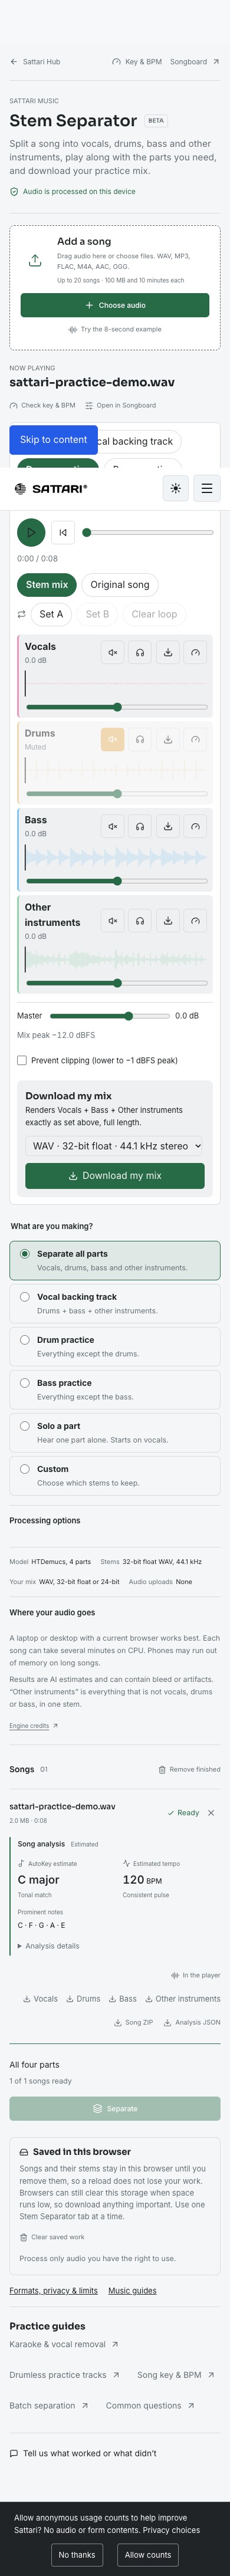 Sattari Hub
Key & BPM Songboard
SATTARI MUSIC
Stem Separator BETA
Split a song into vocals, drums, bass and other
instruments, play along with the parts you need,
and download your practice mix.
Audio is processed on this device
Add a song
Drag audio here or choose files. WAV, MP3,
FLAC, M4A, AAC, OGG.
Up to 20 songs · 100 MB and 10 minutes each
Choose audio
Try the 8-second example
NOW PLAYING
sattari-practice-demo.wav
Check key & BPM Open in Songboard
Skip to content
cal backing track
SATTARI®
0:00 / 0:08
Stem mix Original song
Set A Set B Clear loop
Vocals
0.0 dB
Drums
Muted
Bass
0.0 dB
Other
instruments
0.0 dB
Master 0.0 dB
Mix peak −12.0 dBFS
Prevent clipping (lower to −1 dBFS peak)
Download my mix
Renders Vocals + Bass + Other instruments
exactly as set above, full length.
WAV · 32-bit float · 44.1 kHz stereo
Download my mix
What are you making?
Separate all parts
Vocals, drums, bass and other instruments.
Vocal backing track
Drums + bass + other instruments.
Drum practice
Everything except the drums.
Bass practice
Everything except the bass.
Solo a part
Hear one part alone. Starts on vocals.
Custom
Choose which stems to keep.
Processing options
Model HTDemucs, 4 parts Stems 32-bit float WAV, 44.1 kHz
Your mix WAV, 32-bit float or 24-bit Audio uploads None
Where your audio goes
A laptop or desktop with a current browser works best. Each
song can take several minutes on CPU. Phones may run out
of memory on long songs.
Results are AI estimates and can contain bleed or artifacts.
“Other instruments” is everything that is not vocals, drums
or bass, in one stem.
Engine credits
Songs 01
Remove finished
sattari-practice-demo.wav
2.0 MB · 0:08
Ready
Song analysis Estimated
AutoKey estimate
C major
Tonal match
Estimated tempo
120 BPM
Consistent pulse
Prominent notes
C · F · G · A · E
Analysis details
In the player
Vocals Drums Bass Other instruments
Song ZIP Analysis JSON
All four parts
1 of 1 songs ready
Separate
Saved in this browser
Songs and their stems stay in this browser until you
remove them, so a reload does not lose your work.
Browsers can still clear this storage when space
runs low, so download anything important. Use one
Stem Separator tab at a time.
Clear saved work
Process only audio you have the right to use.
Formats, privacy & limits Music guides
Practice guides
Karaoke & vocal removal
Drumless practice tracks Song key & BPM
Batch separation Common questions
Tell us what worked or what didn’t
Allow anonymous usage counts to help improve
Sattari? No audio or form contents. Privacy choices
No thanks Allow counts